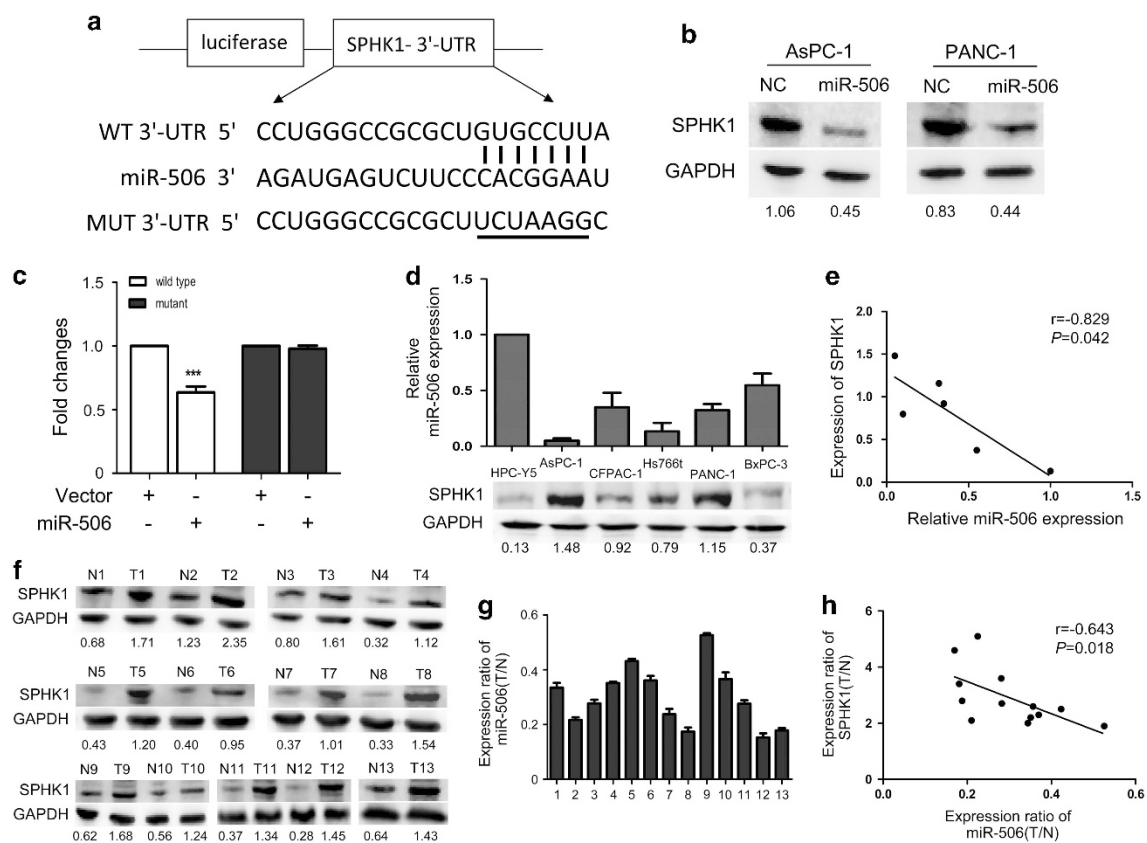 a
luciferase
SPHK1- 3'-UTR
WT 3'-UTR 5' CCUGGGCCGCGCUGUGCCUUA
miR-506 3' AGAUGAGUCUUCCCACGGAAU
MUT 3'-UTR 5' CCUGGGCCGCGCUUCUAAGGC
b
AsPC-1 PANC-1
NC miR-506 NC miR-506
SPHK1
GAPDH
1.06 0.45 0.83 0.44
c
Fold changes
1.5
1.0
0.5
0
wild type
mutant
***
Vector + - + -
miR-506 - + - +
d
Relative
miR-506 expression
1.5
1.0
0.5
0.0
HPC-Y5 AsPC-1 CFPAC-1 Hs766t PANC-1 BxPC-3
SPHK1
GAPDH
0.13 1.48 0.92 0.79 1.15 0.37
e
Expression of SPHK1
2.0
1.5
1.0
0.5
0.0
r=-0.829
P=0.042
0.0 0.5 1.0 1.5
Relative miR-506 expression
f
N1 T1 N2 T2 N3 T3 N4 T4
SPHK1
GAPDH
0.68 1.71 1.23 2.35 0.80 1.61 0.32 1.12
N5 T5 N6 T6 N7 T7 N8 T8
SPHK1
GAPDH
0.43 1.20 0.40 0.95 0.37 1.01 0.33 1.54
N9 T9 N10 T10 N11 T11 N12 T12 N13 T13
SPHK1
GAPDH
0.62 1.68 0.56 1.24 0.37 1.34 0.28 1.45 0.64 1.43
g
Expression ratio of
miR-506(T/N)
0.6
0.4
0.2
0
1 2 3 4 5 6 7 8 9 10 11 12 13
h
Expression ratio of
SPHK1(T/N)
6
4
2
0
r=-0.643
P=0.018
0.0 0.2 0.4 0.6
Expression ratio of
miR-506(T/N)